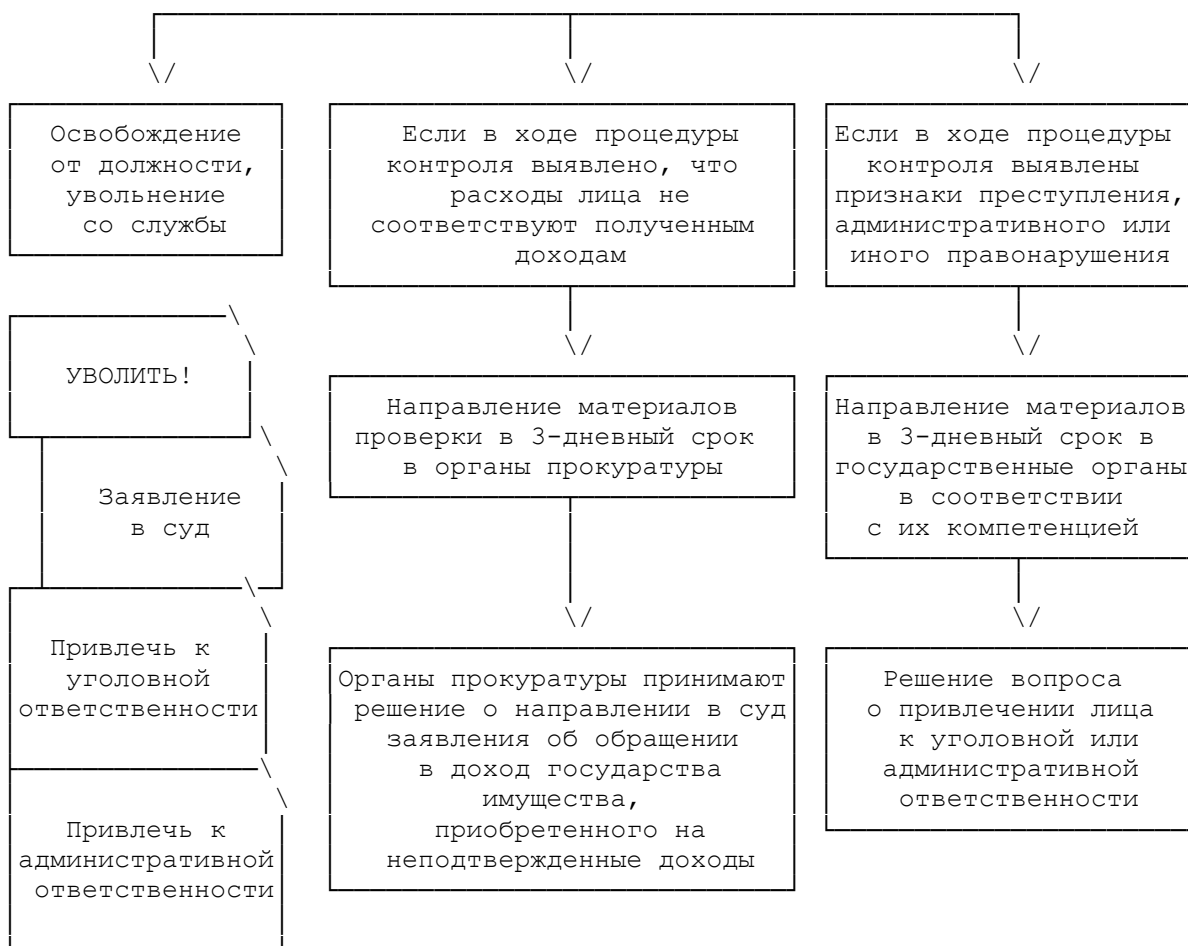 Освобождение
от должности,
увольнение
со службы
Если в ходе процедуры
контроля выявлено, что
расходы лица не
соответствуют полученным
доходам
Если в ходе процедуры
контроля выявлены
признаки преступления,
административного или
иного правонарушения
УВОЛИТЬ!
Заявление
в суд
Привлечь к
уголовной
ответственности
Привлечь к
административной
ответственности
Направление материалов
проверки в 3-дневный срок
в органы прокуратуры
Органы прокуратуры принимают
решение о направлении в суд
заявления об обращении
в доход государства
имущества,
приобретенного на
неподтвержденные доходы
Направление материалов
в 3-дневный срок в
государственные органы
в соответствии
с их компетенцией
Решение вопроса
о привлечении лица
к уголовной или
административной
ответственности